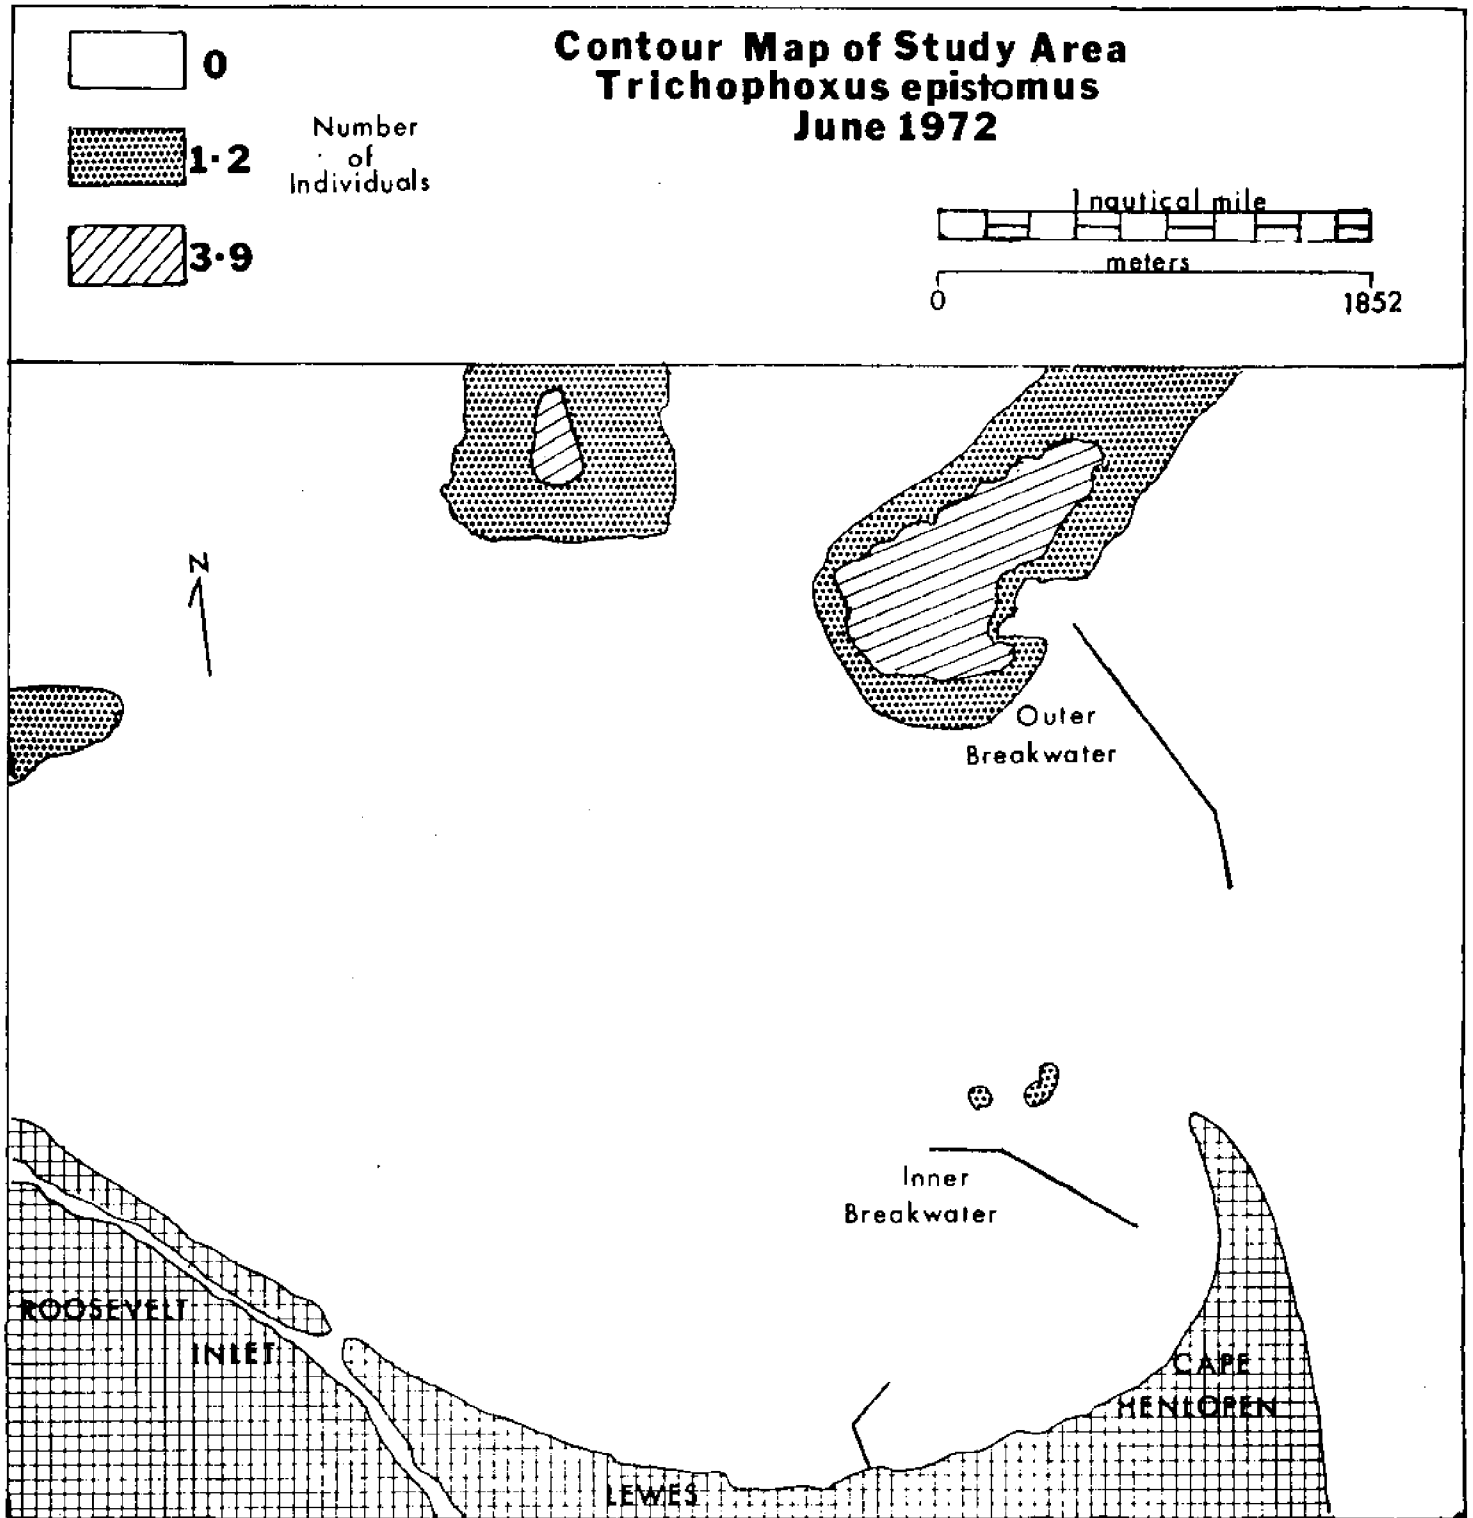 Contour Map of Study Area
Trichophoxus epistomus
June 1972
0
1·2
3·9
Number
of
Individuals
1 nautical mile
meters
0
1852
N
Outer
Breakwater
Inner
Breakwater
ROOSEVELT
INLET
CAPE
HENLOPEN
LEWES